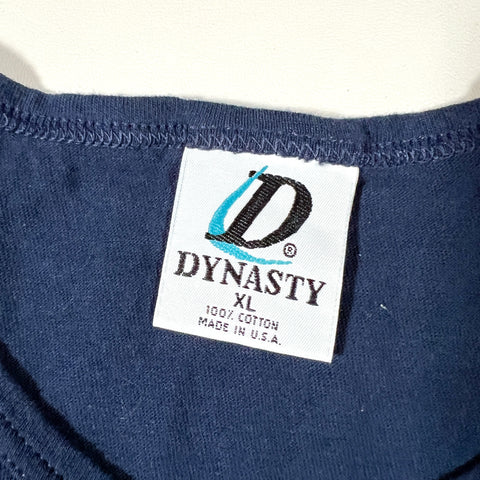 D®
DYNASTY
XL
100% COTTON
MADE IN U.S.A.